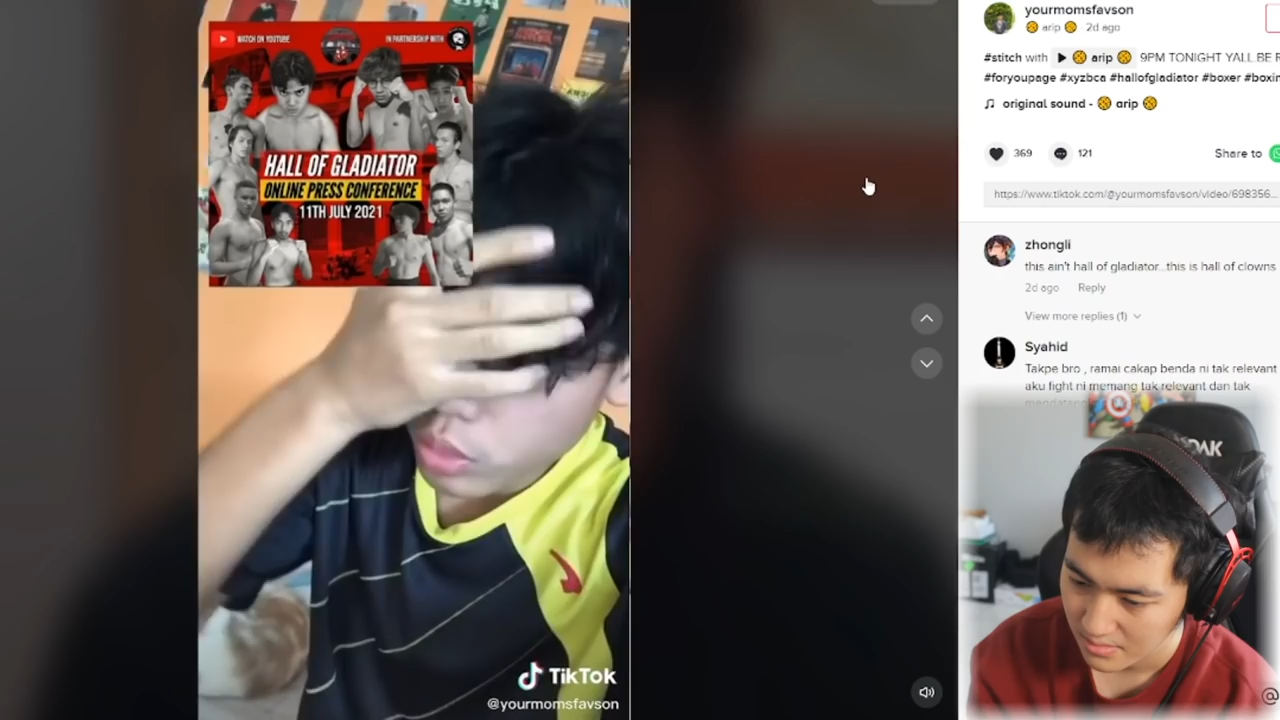 WATCH ON YOUTUBE
IN PARTNERSHIP WITH
HALL OF GLADIATOR
ONLINE PRESS CONFERENCE
11TH JULY 2021
TikTok
@yourmomsfavson
yourmomsfavson
arip 2d ago
#stitch with arip 9PM TONIGHT YALL BE
#foryoupage #xyzbca #hallofgladiator #boxer
original sound - arip
369 121 Share to
https://www.tiktok.com/@yourmomsfavson/video/698356...
zhongli
this ain't hall of gladiator...this is hall of clowns
2d ago Reply
View more replies (1)
Syahid
Takpe bro , ramai cakap benda ni tak relevant
aku fight ni memang tak relevant dan tak
@